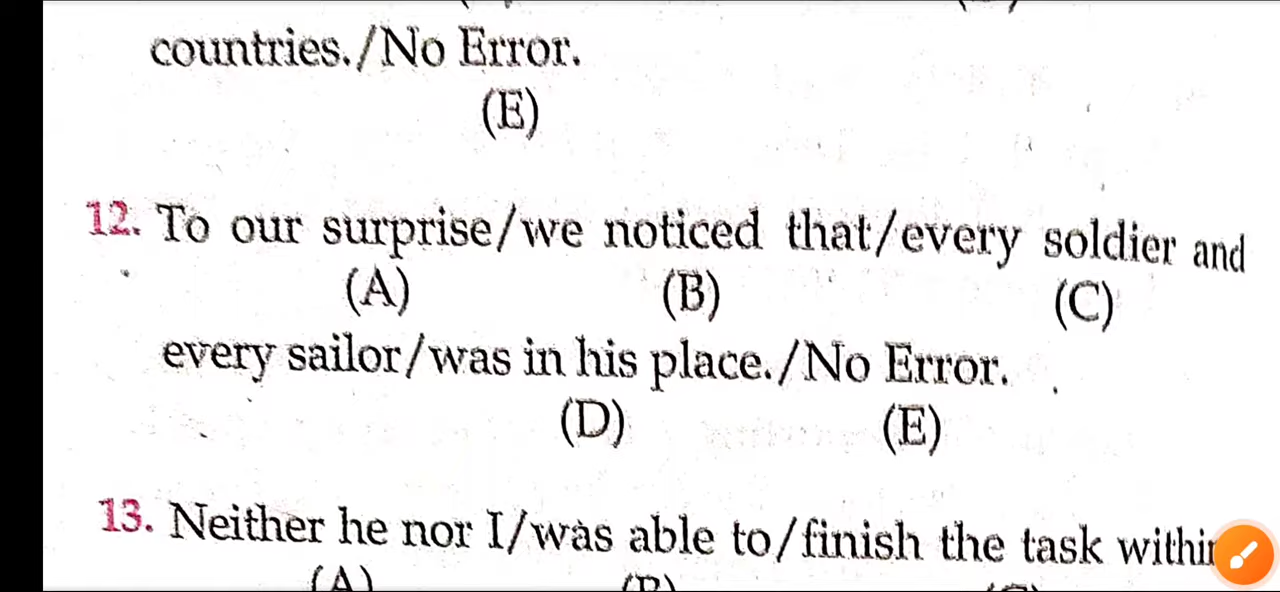 countries./No Error.
(E)
12. To our surprise/we noticed that/every soldier and
(A) (B) (C)
every sailor/was in his place./No Error.
(D) (E)
13. Neither he nor I/was able to/finish the task
(A) (B)